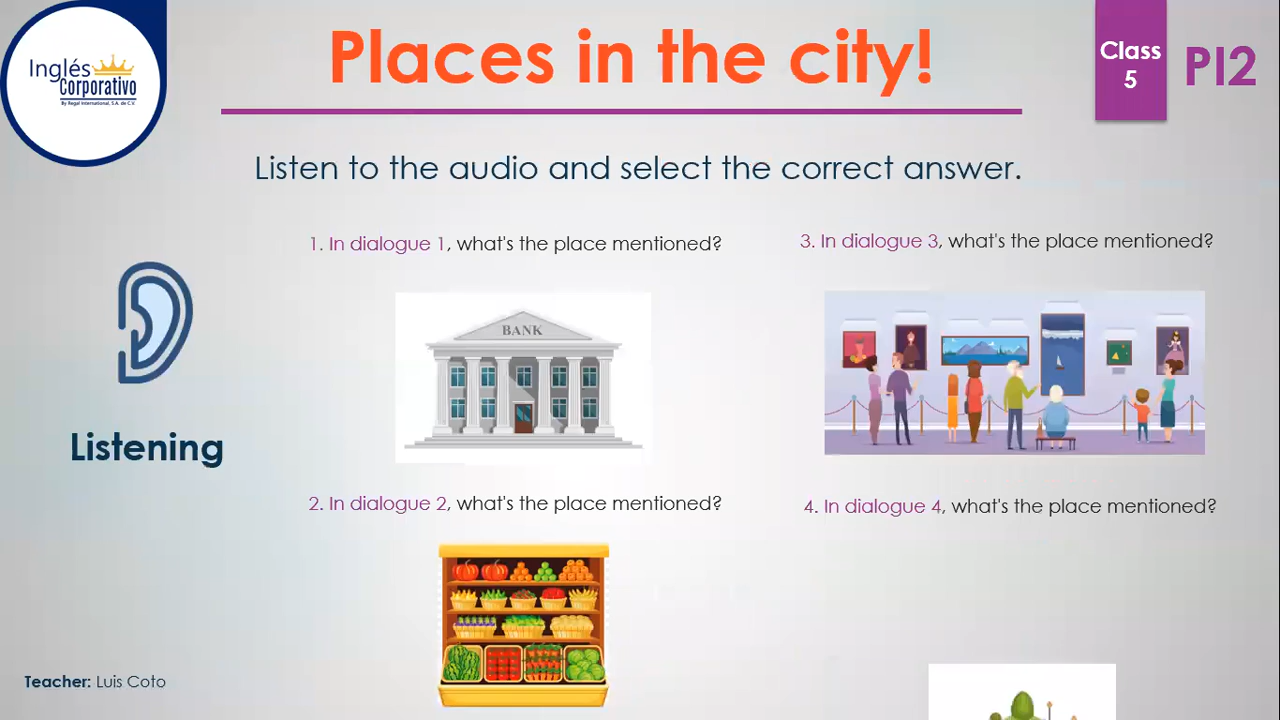 Inglés
Corporativo
By Regal International, S.A. de C.V.
Places in the city!
Class
5
PI2
Listen to the audio and select the correct answer.
1. In dialogue 1, what's the place mentioned?
BANK
2. In dialogue 2, what's the place mentioned?
3. In dialogue 3, what's the place mentioned?
4. In dialogue 4, what's the place mentioned?
Listening
Teacher: Luis Coto